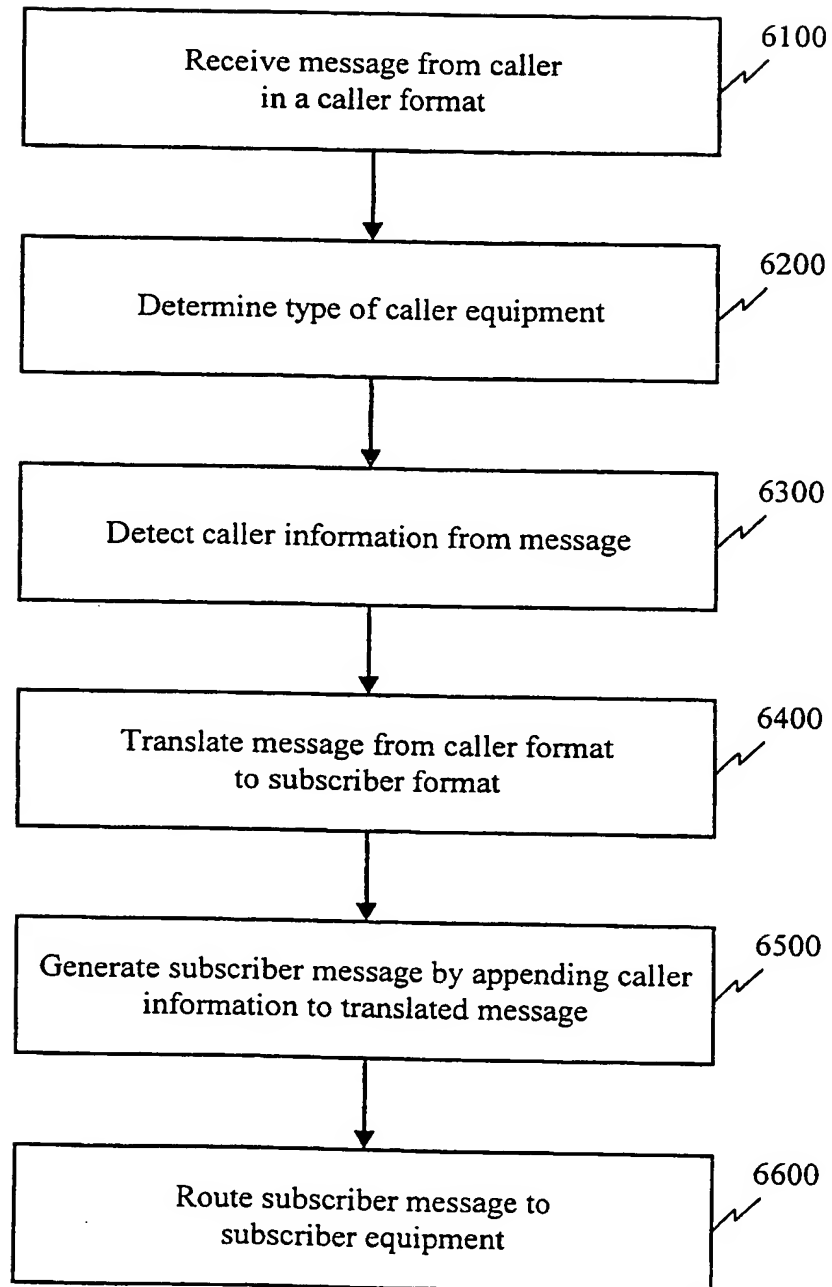 Receive message from caller
in a caller format
6100
Determine type of caller equipment
6200
Detect caller information from message
6300
Translate message from caller format
to subscriber format
6400
Generate subscriber message by appending caller
information to translated message
6500
Route subscriber message to
subscriber equipment
6600